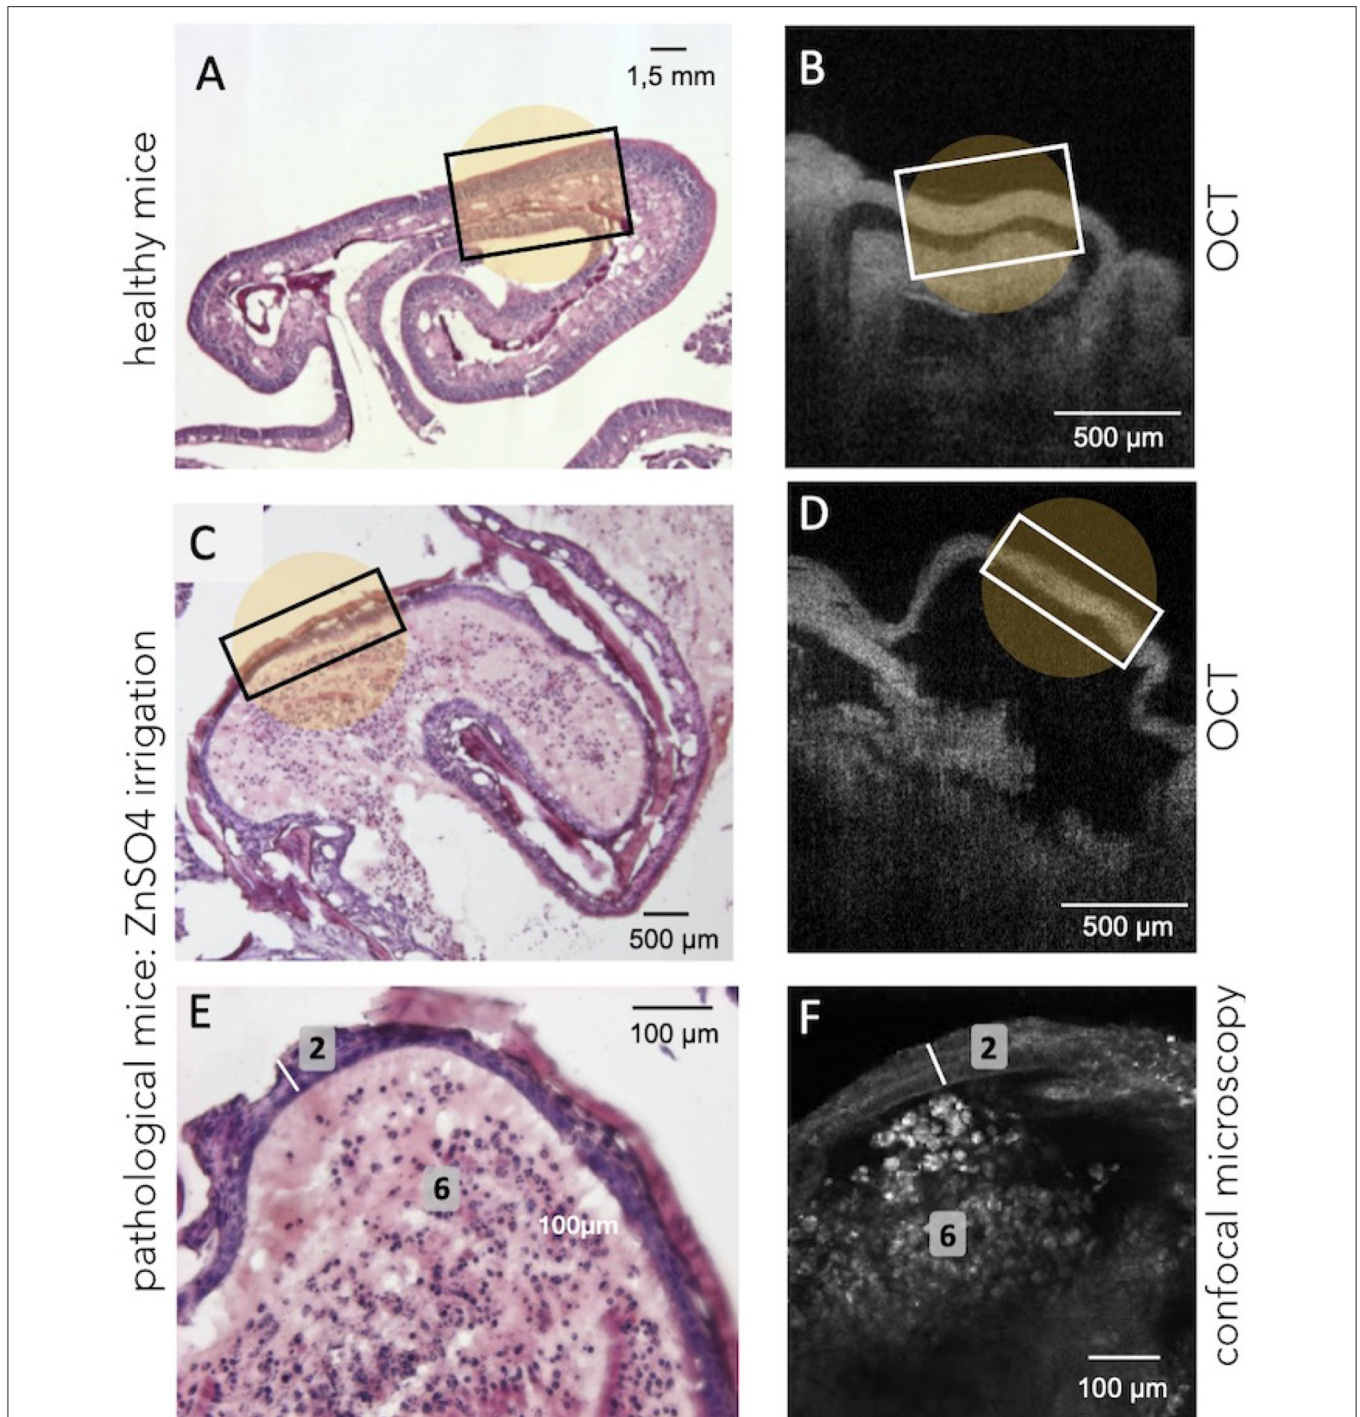 healthy mice
A
1,5 mm
B
500 µm
OCT
pathological mice: ZnSO4 irrigation
C
500 µm
D
500 µm
OCT
E
2
100 µm
6
100µm
F
2
6
100 µm
confocal microscopy